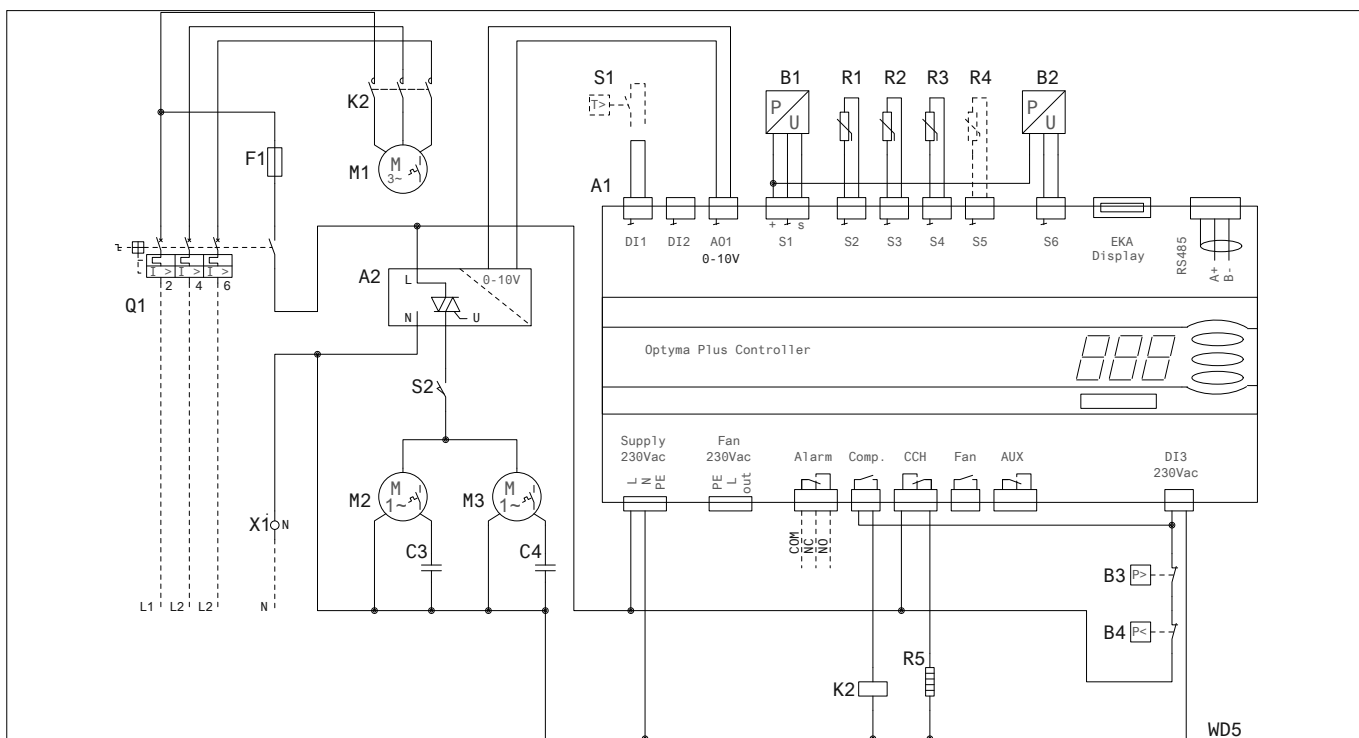 S1 B1 R1 R2 R3 R4 B2
T>
P U
P U
K2
F1
M1
M
3~
A1
+ s
DI1 DI2 AO1 S1 S2 S3 S4 S5 S6 EKA
0-10V
Display
RS485
A+
B-
I > I > I >
2 4 6
Q1
A2
L
0-10V
N
U
Optyma Plus Controller
S2
Supply
230Vac
L
N
PE
Fan
230Vac
PE
L
out
Alarm
Comp.
CCH
Fan
AUX
DI3
230Vac
M2
M
1~
M3
M
1~
X1
N
C3
C4
COM
NC
NO
B3
P>
B4
P<
L1 L2 L2 N
R5
K2
WD5